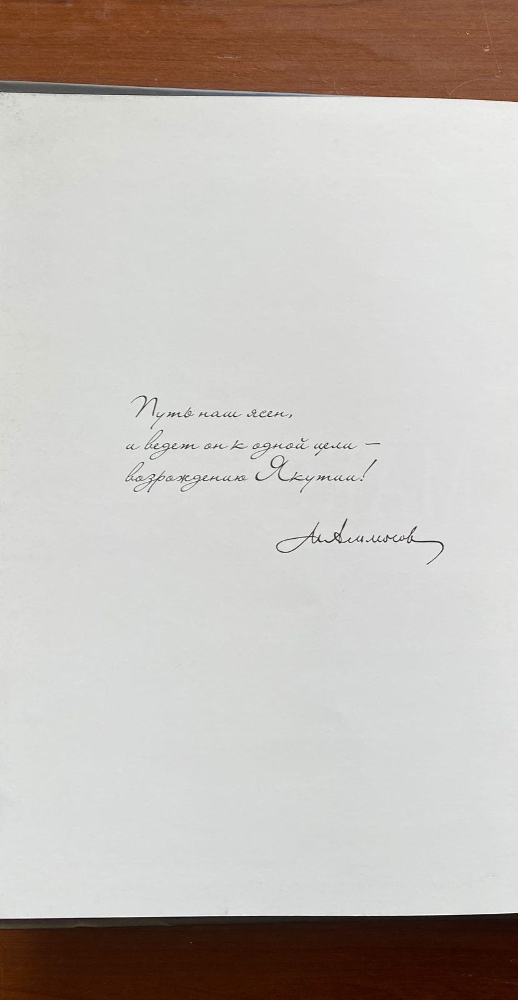 Путь наш ясен,
и ведет он к одной цели –
возрождению Якутии!